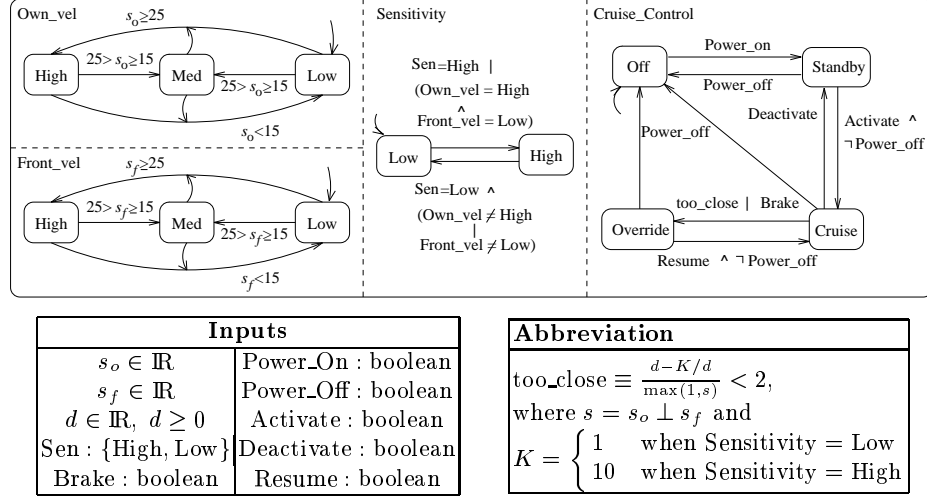 Own_vel
s_o≥25
High
25> s_o≥15
Med
25> s_o≥15
Low
s_o<15
Front_vel
s_f≥25
High
25> s_f≥15
Med
25> s_f≥15
Low
s_f<15
Sensitivity
Sen=High |
(Own_vel = High
^
Front_vel = Low)
Low
High
Sen=Low ^
(Own_vel ≠ High
|
Front_vel ≠ Low)
Cruise_Control
Off
Power_on
Standby
Power_off
Deactivate
Activate ^
¬ Power_off
Power_off
too_close | Brake
Override
Cruise
Resume ^ ¬ Power_off
Inputs
s_o ∈ IR Power_On : boolean
s_f ∈ IR Power_Off : boolean
d ∈ IR, d ≥ 0 Activate : boolean
Sen : {High, Low} Deactivate : boolean
Brake : boolean Resume : boolean
Abbreviation
too_close ≡ d−K/d / max(1,s) < 2,
where s = s_o ⊥ s_f and
K = { 1 when Sensitivity = Low
10 when Sensitivity = High